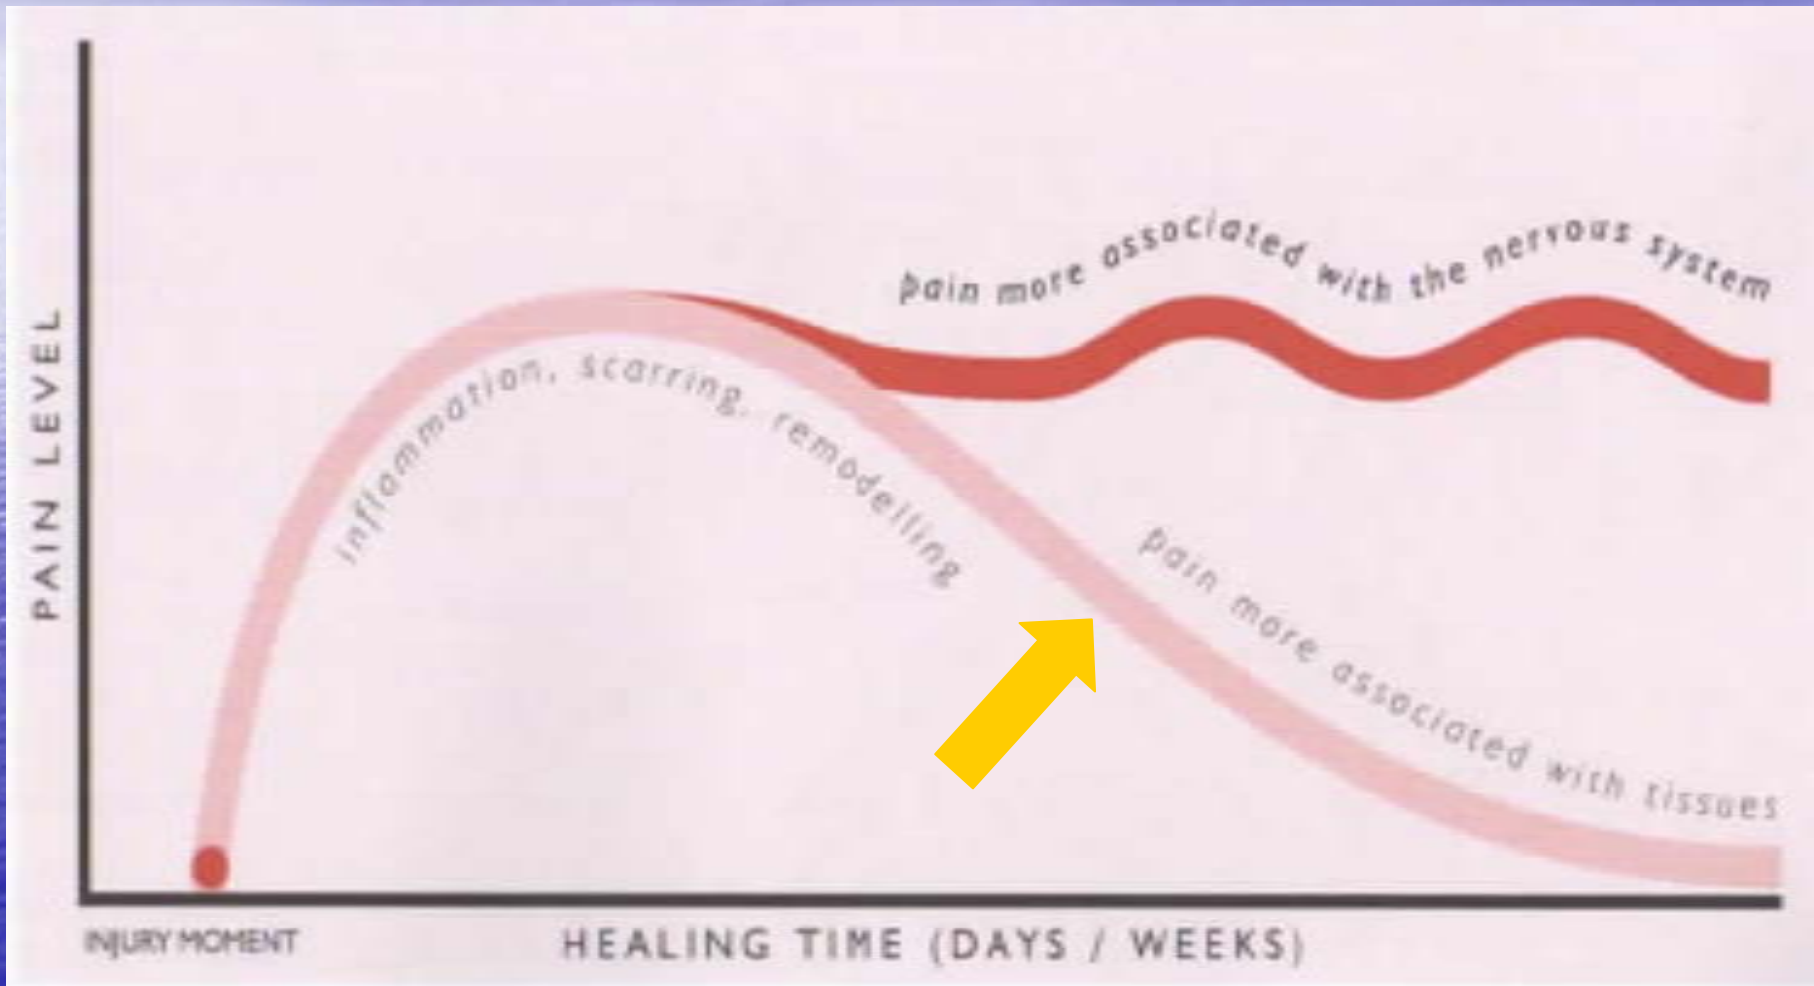 PAIN LEVEL
pain more associated with the nervous system
inflammation, scarring, remodelling
pain more associated with tissues
INJURY MOMENT
HEALING TIME (DAYS / WEEKS)